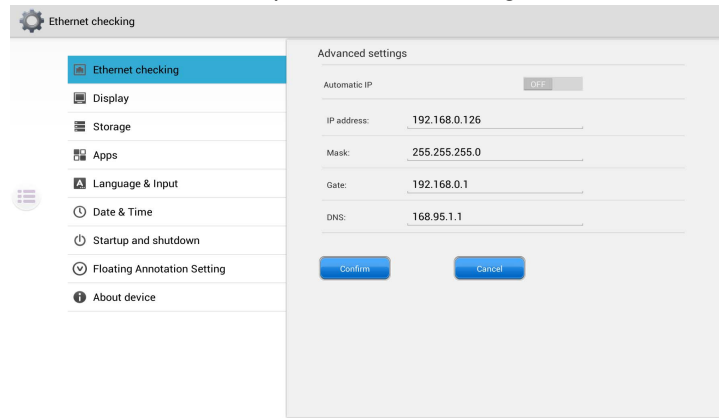 Ethernet checking
Ethernet checking
Display
Storage
Apps
Language & Input
Date & Time
Startup and shutdown
Floating Annotation Setting
About device
Advanced settings
Automatic IP OFF
IP address: 192.168.0.126
Mask: 255.255.255.0
Gate: 192.168.0.1
DNS: 168.95.1.1
Confirm Cancel